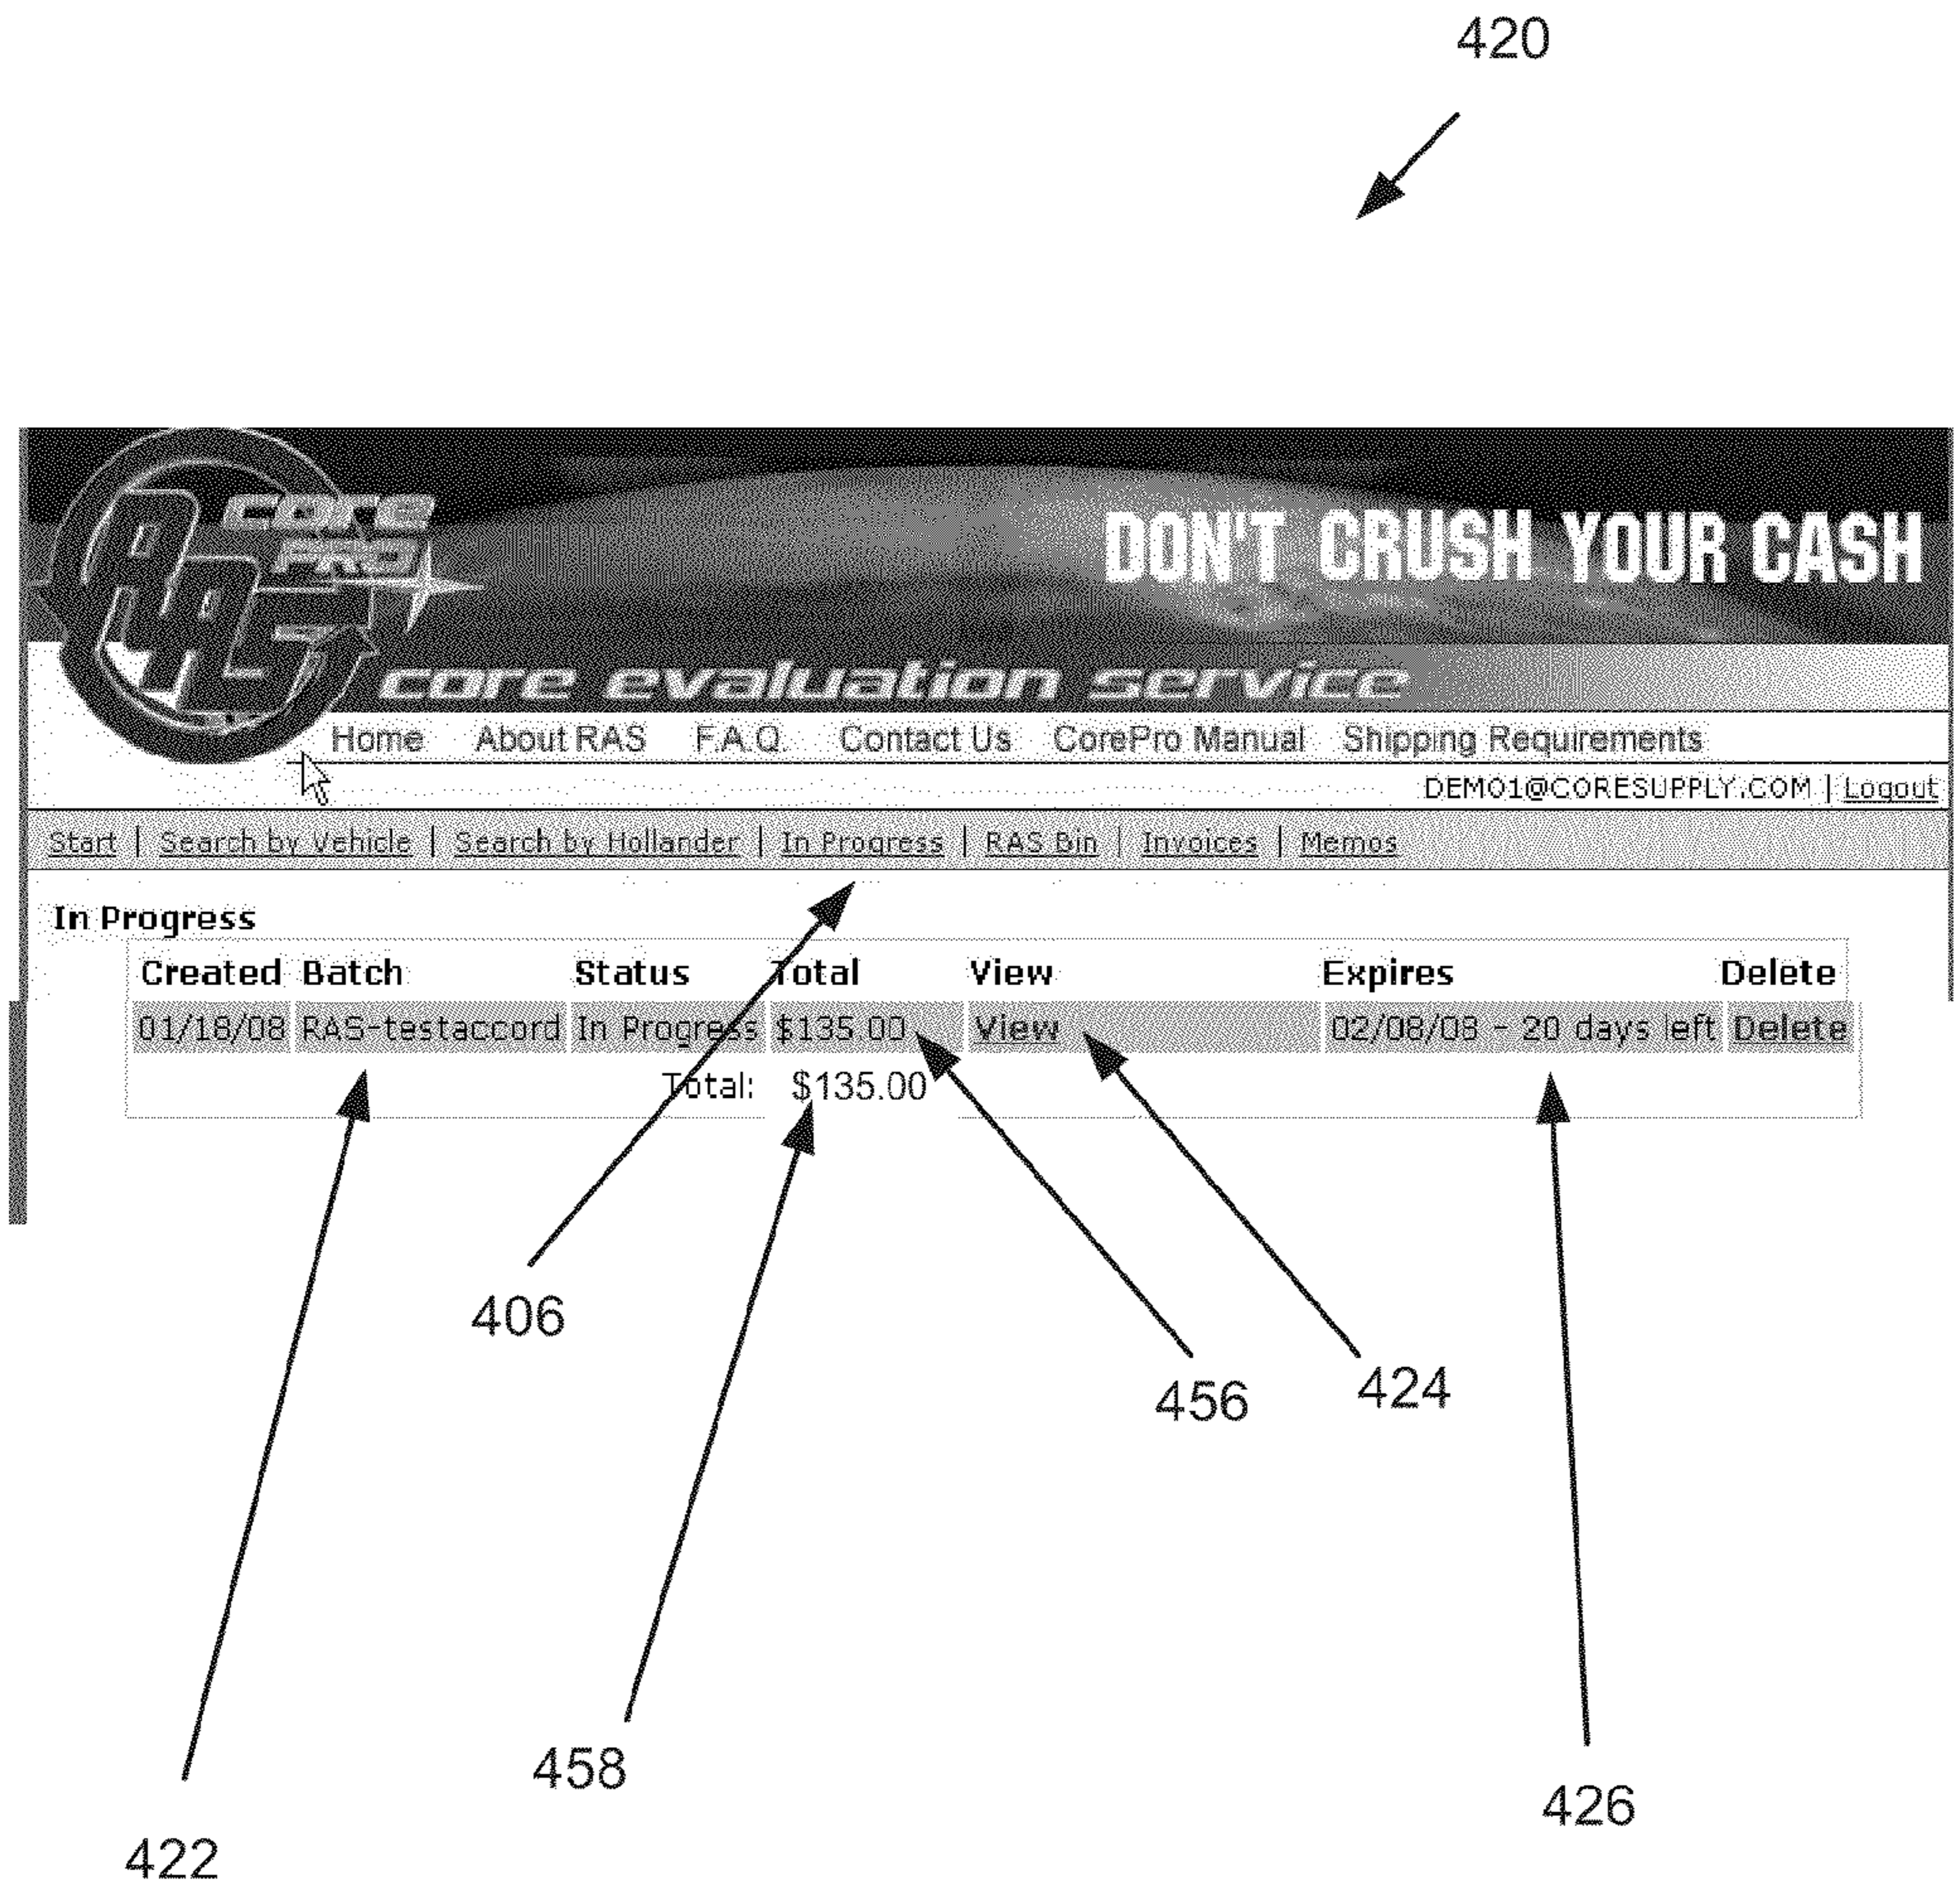 420
RAS
core
PRO
DON'T CRUSH YOUR CASH
core evaluation service
Home About RAS F.A.Q. Contact Us CorePro Manual Shipping Requirements
DEMO1@CORESUPPLY.COM | Logout
Start | Search by Vehicle | Search by Hollander | In Progress | RAS Bin | Invoices | Memos
In Progress
Created Batch Status Total View Expires Delete
01/18/08 RAS-testaccord In Progress $135.00 View 02/08/08 - 20 days left Delete
Total: $135.00
406
456
424
458
426
422